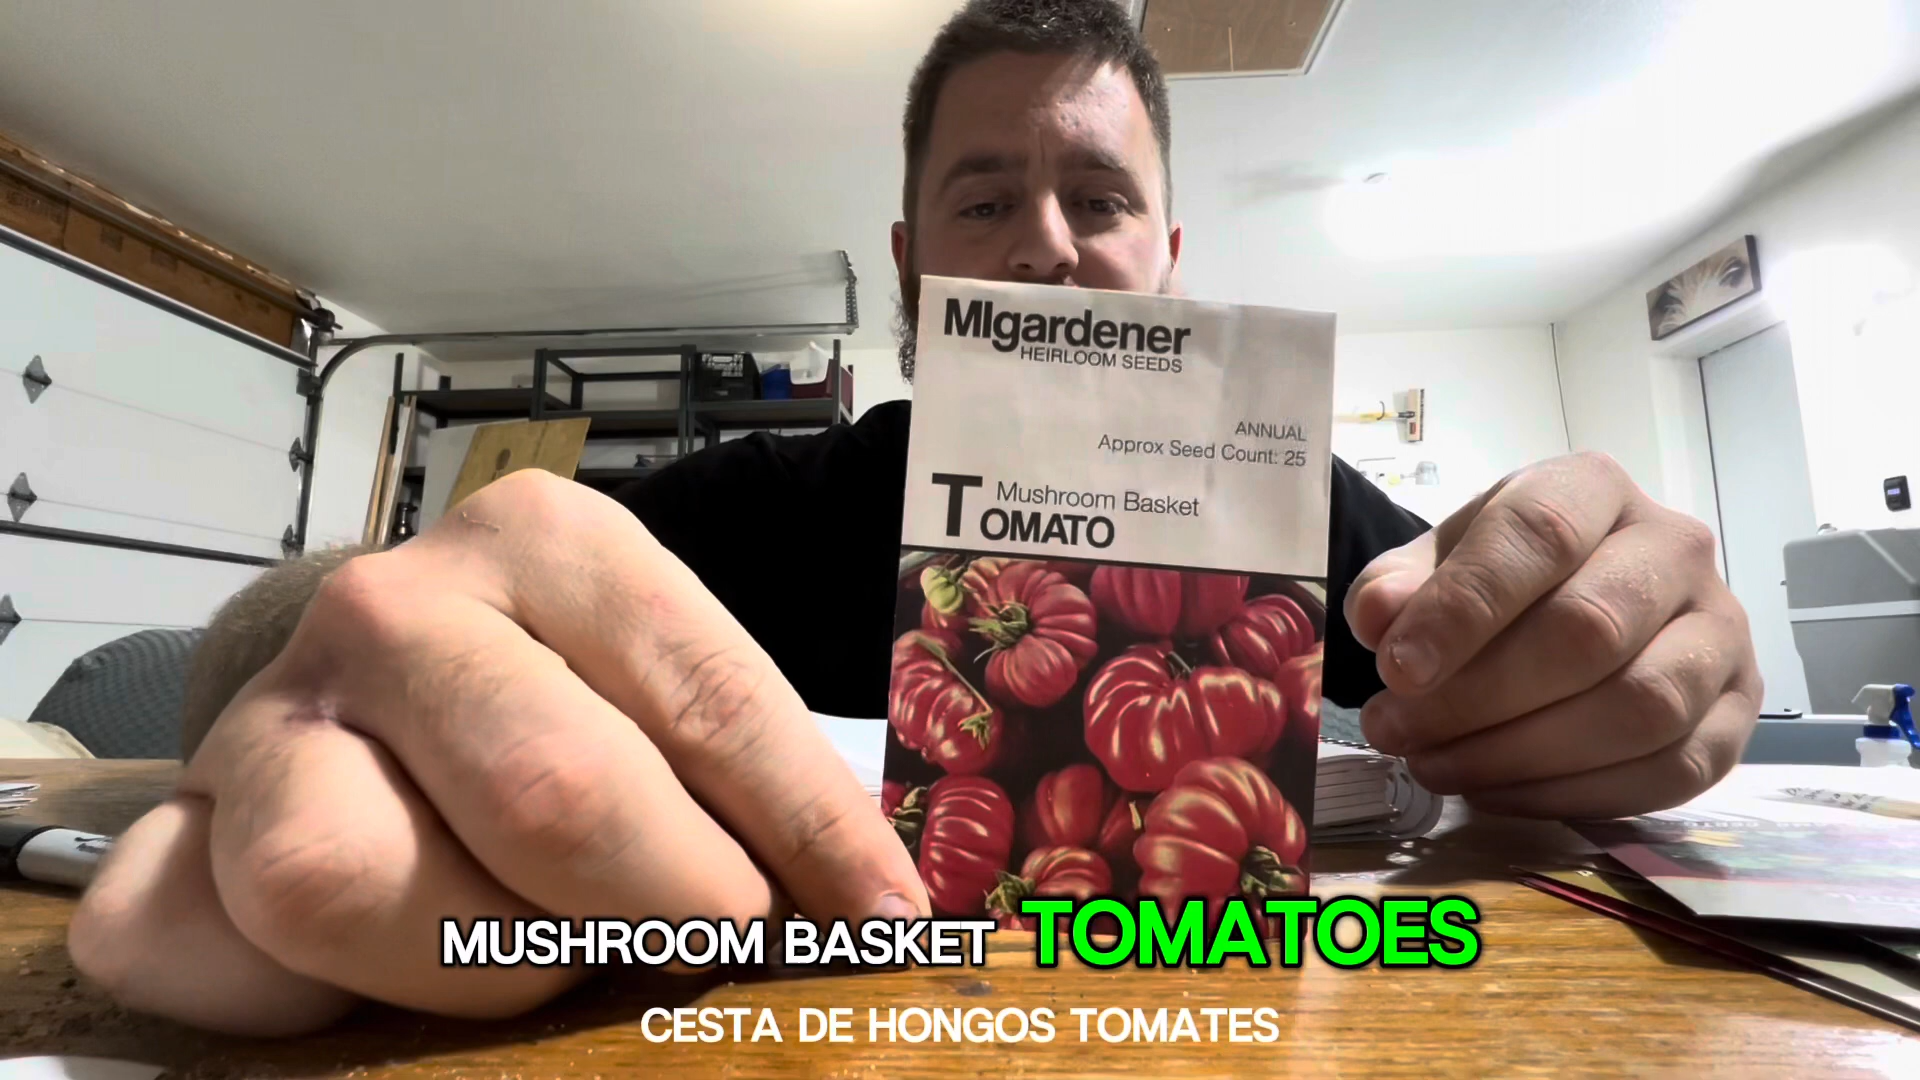 MIgardener
HEIRLOOM SEEDS
ANNUAL
Approx Seed Count: 25
Mushroom Basket
TOMATO
MUSHROOM BASKET TOMATOES
CESTA DE HONGOS TOMATES